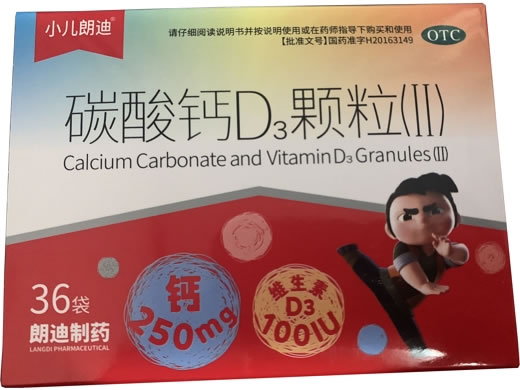 小儿朗迪
请仔细阅读说明书并按说明使用或在药师指导下购买和使用
【批准文号】国药准字H20163149
OTC
碳酸钙D₃颗粒(II)
Calcium Carbonate and Vitamin D₃ Granules(II)
钙
250mg
维生素
D3
100IU
36袋
朗迪制药
LANGDI PHARMACEUTICAL